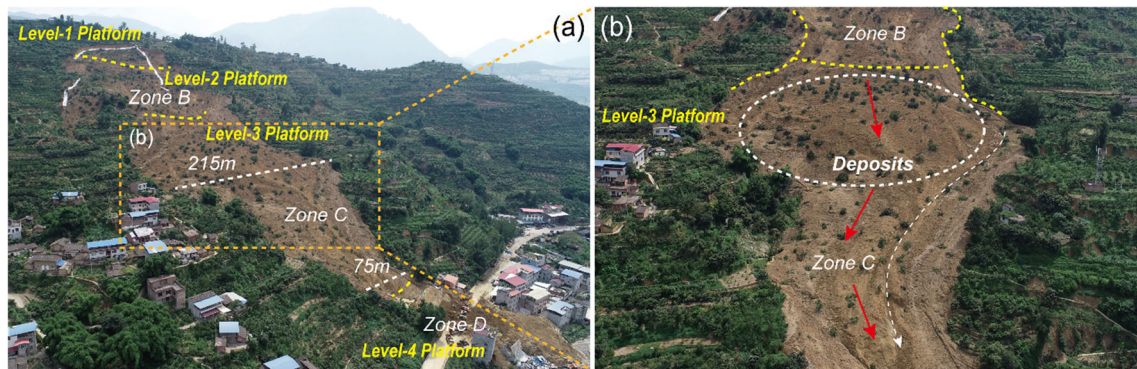 (a)
Level-1 Platform
Level-2 Platform
Zone B
Level-3 Platform
(b)
215m
Zone C
75m
Zone D
Level-4 Platform
(b)
Zone B
Level-3 Platform
Deposits
Zone C